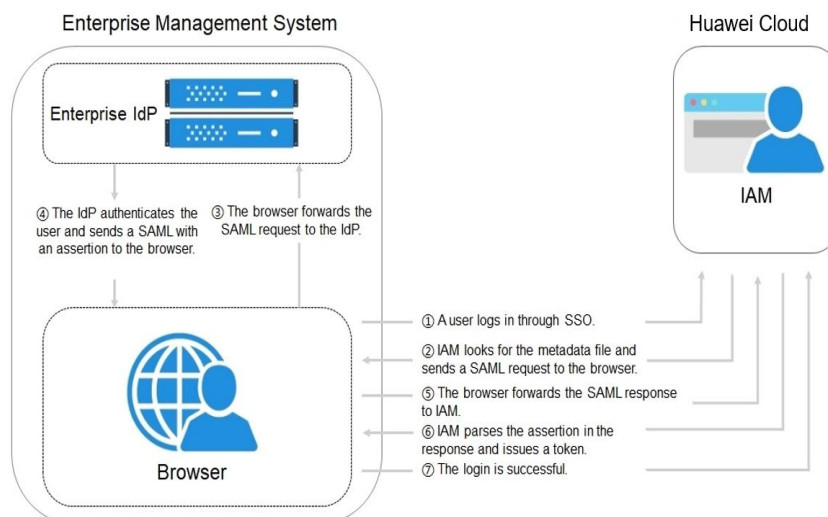 Enterprise Management System
Huawei Cloud
Enterprise IdP
IAM
④ The IdP authenticates the
user and sends a SAML with
an assertion to the browser.
③ The browser forwards the
SAML request to the IdP.
① A user logs in through SSO.
② IAM looks for the metadata file and
sends a SAML request to the browser.
⑤ The browser forwards the SAML response
to IAM.
⑥ IAM parses the assertion in the
response and issues a token.
⑦ The login is successful.
Browser